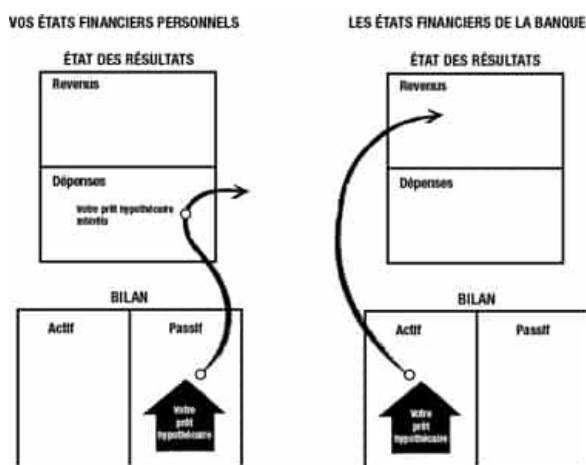 VOS ÉTATS FINANCIERS PERSONNELS
ÉTAT DES RÉSULTATS
Revenus
Dépenses
Votre prêt hypothécaire
intérêts
BILAN
Actif
Passif
Votre
prêt
hypothécaire
LES ÉTATS FINANCIERS DE LA BANQUE
ÉTAT DES RÉSULTATS
Revenus
Dépenses
BILAN
Actif
Passif
Votre
prêt
hypothécaire